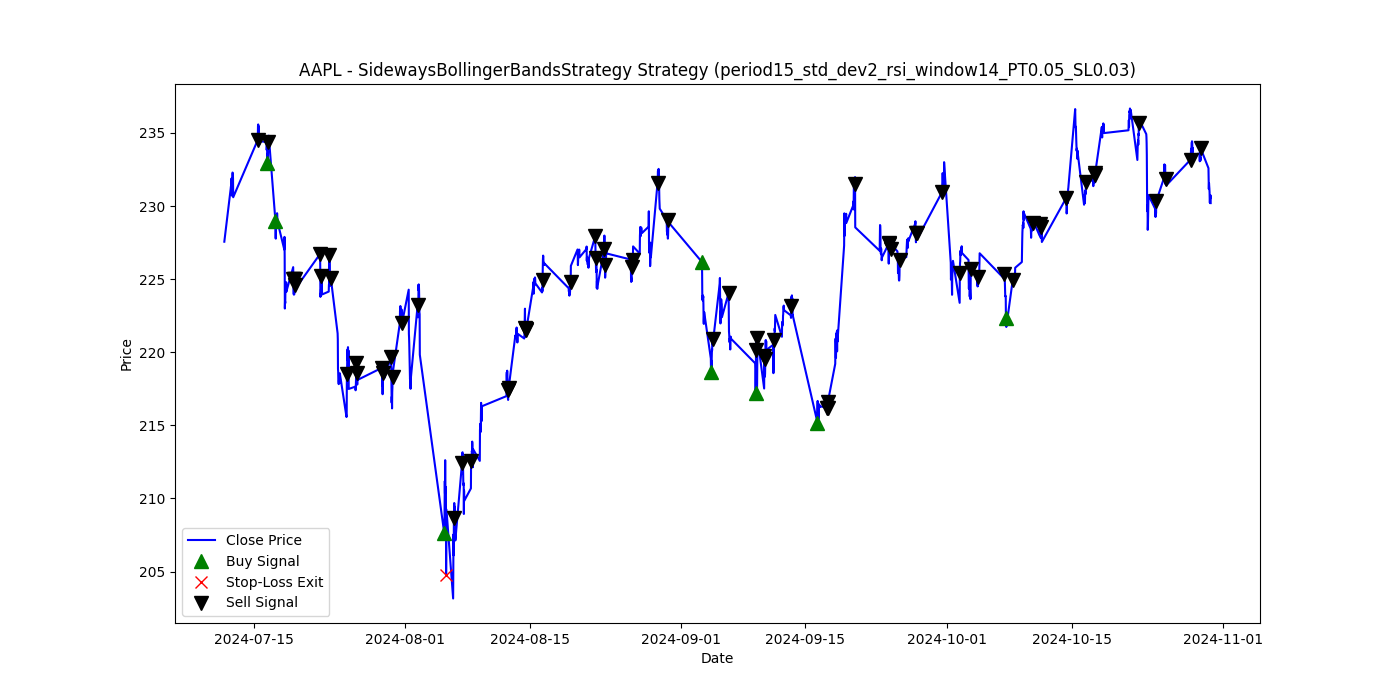 AAPL - SidewaysBollingerBandsStrategy Strategy (period15_std_dev2_rsi_window14_PT0.05_SL0.03)
Price
235
230
225
220
215
210
205
Close Price
Buy Signal
Stop-Loss Exit
Sell Signal
2024-07-15 2024-08-01 2024-08-15 2024-09-01 2024-09-15 2024-10-01 2024-10-15 2024-11-01
Date